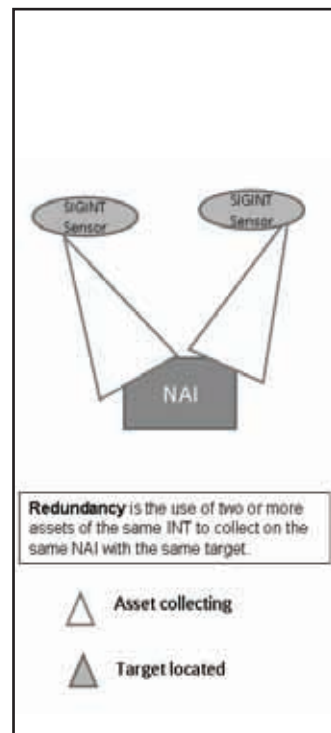 SIGINT
Sensor
SIGINT
Sensor
NAI
Redundancy is the use of two or more
assets of the same INT to collect on the
same NAI with the same target.
Asset collecting
Target located